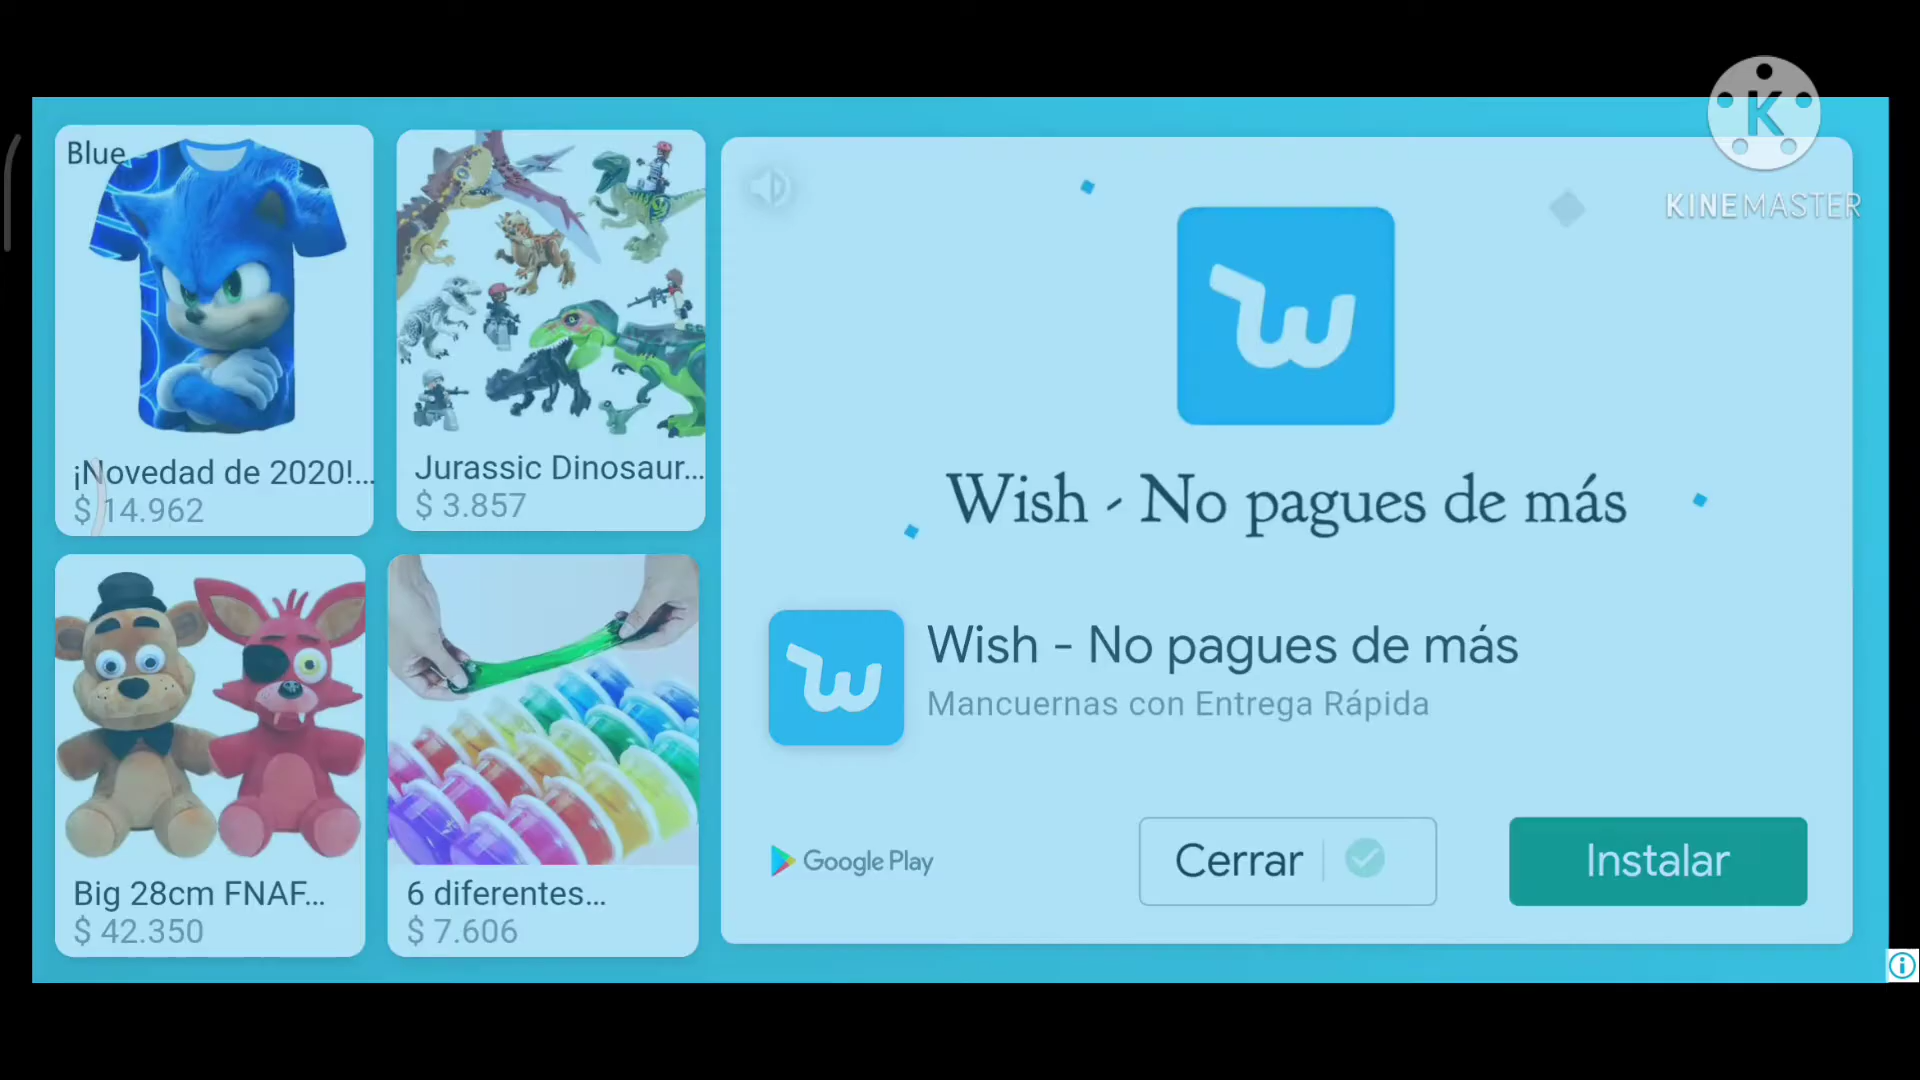 Blue
¡Novedad de 2020!...
$ 14.962
Jurassic Dinosaur...
$ 3.857
Big 28cm FNAF...
$ 42.350
6 diferentes...
$ 7.606
K
KINEMASTER
Wish - No pagues de más
Wish - No pagues de más
Mancuernas con Entrega Rápida
Google Play
Cerrar
Instalar